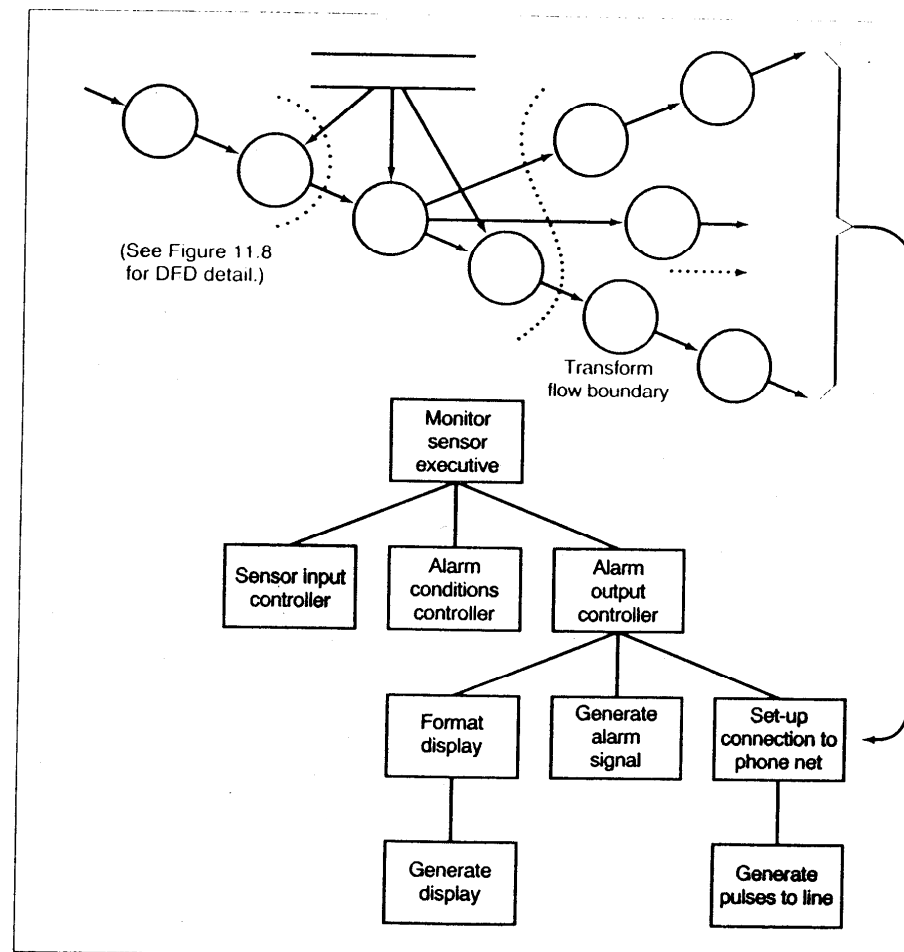 (See Figure 11.8
for DFD detail.)
Transform
flow boundary
Monitor
sensor
executive
Sensor input
controller
Alarm
conditions
controller
Alarm
output
controller
Format
display
Generate
alarm
signal
Set-up
connection to
phone net
Generate
display
Generate
pulses to line